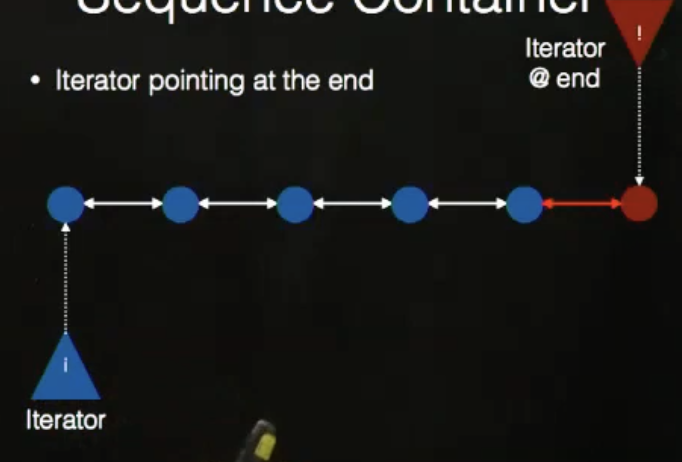 Sequence Container
Iterator
@ end
• Iterator pointing at the end
!
i
Iterator